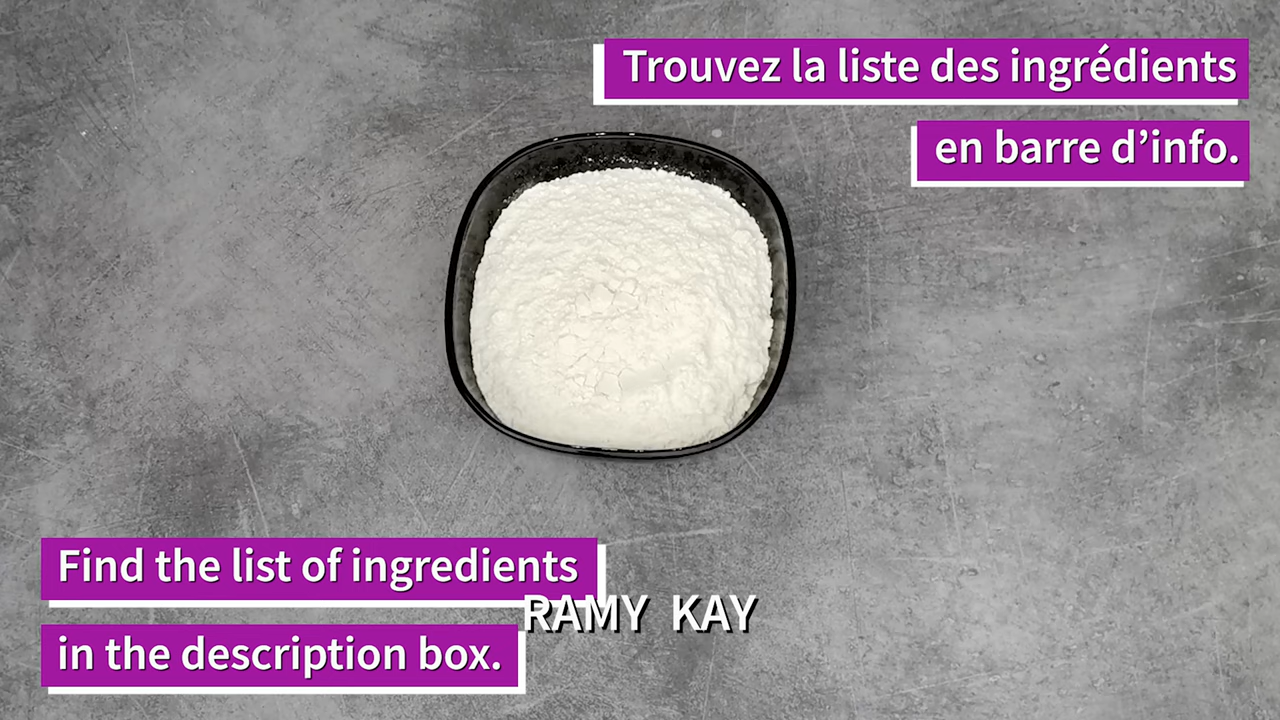 Trouvez la liste des ingrédients
en barre d’info.
Find the list of ingredients
in the description box.
RAMY KAY